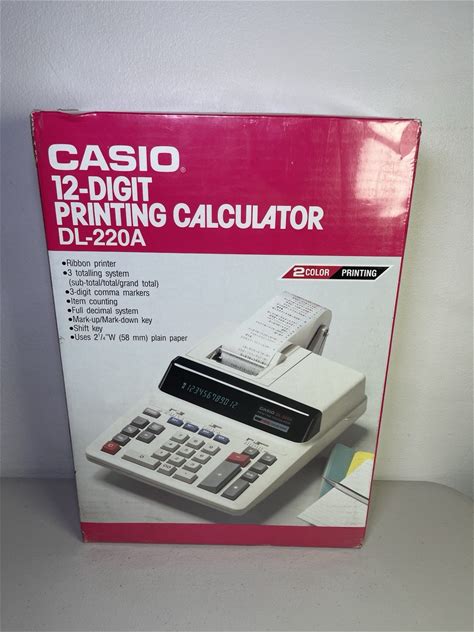 CASIO®
12-DIGIT
PRINTING CALCULATOR
DL-220A
•Ribbon printer
•3 totalling system
(sub-total/total/grand total)
•3-digit comma markers
•Item counting
•Full decimal system
•Mark-up/Mark-down key
•Shift key
•Uses 2¼"W (58 mm) plain paper
2 COLOR PRINTING
123456789012
CASIO